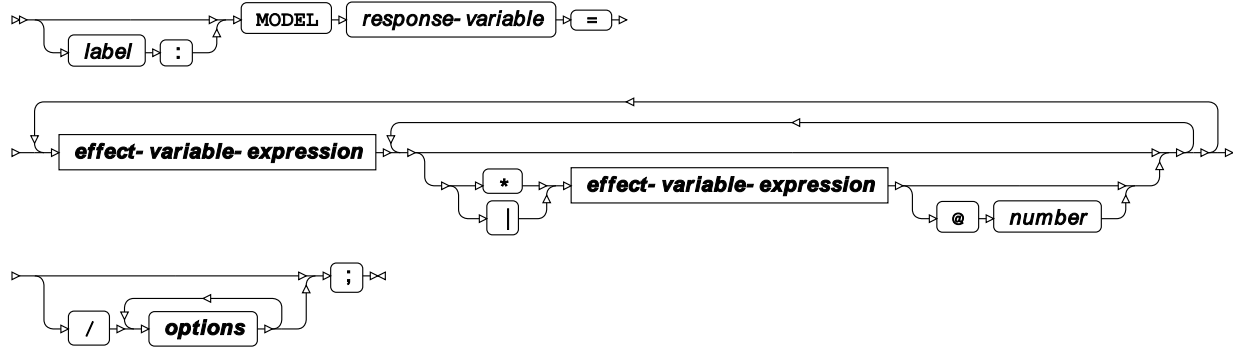 MODEL response-variable =
label :
effect-variable-expression
* effect-variable-expression
|
@ number
;
/ options